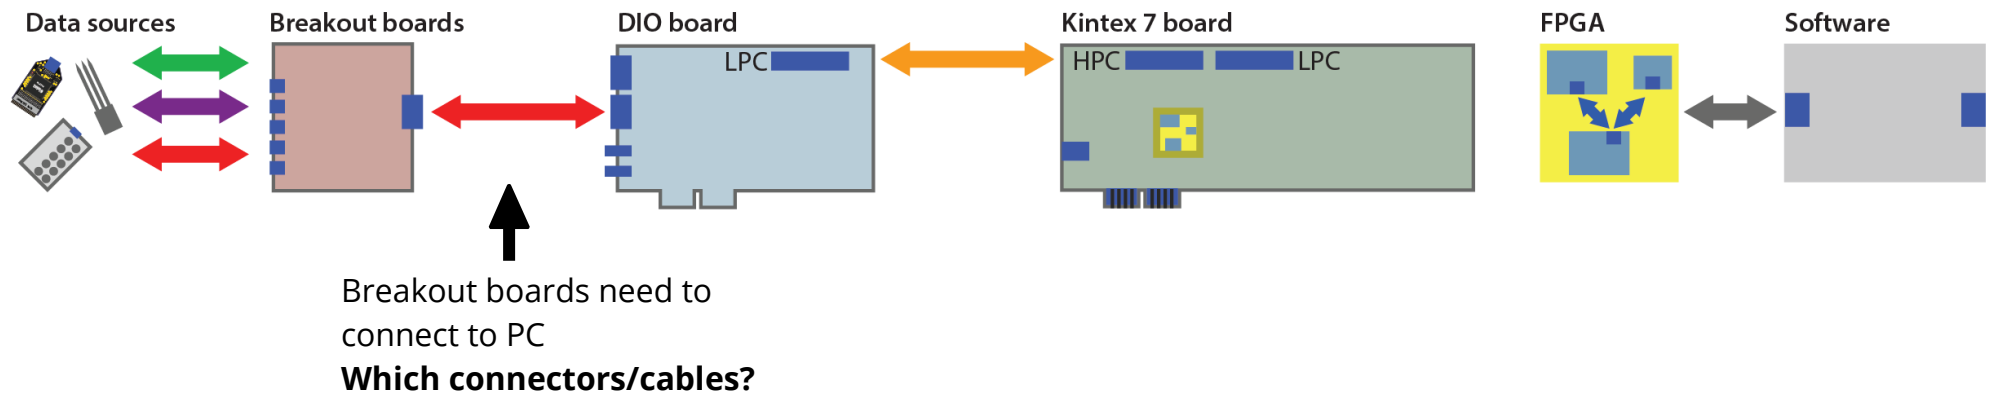 Data sources
Breakout boards
DIO board
Kintex 7 board
FPGA
Software
LPC
HPC
LPC
Breakout boards need to
connect to PC
Which connectors/cables?